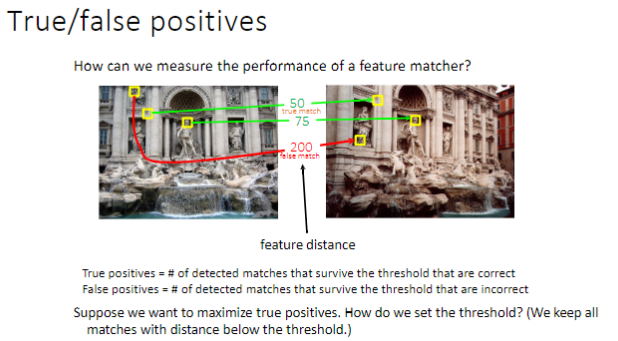 True/false positives
How can we measure the performance of a feature matcher?
50
true match
75
200
false match
feature distance
True positives = # of detected matches that survive the threshold that are correct
False positives = # of detected matches that survive the threshold that are incorrect
Suppose we want to maximize true positives. How do we set the threshold? (We keep all
matches with distance below the threshold.)